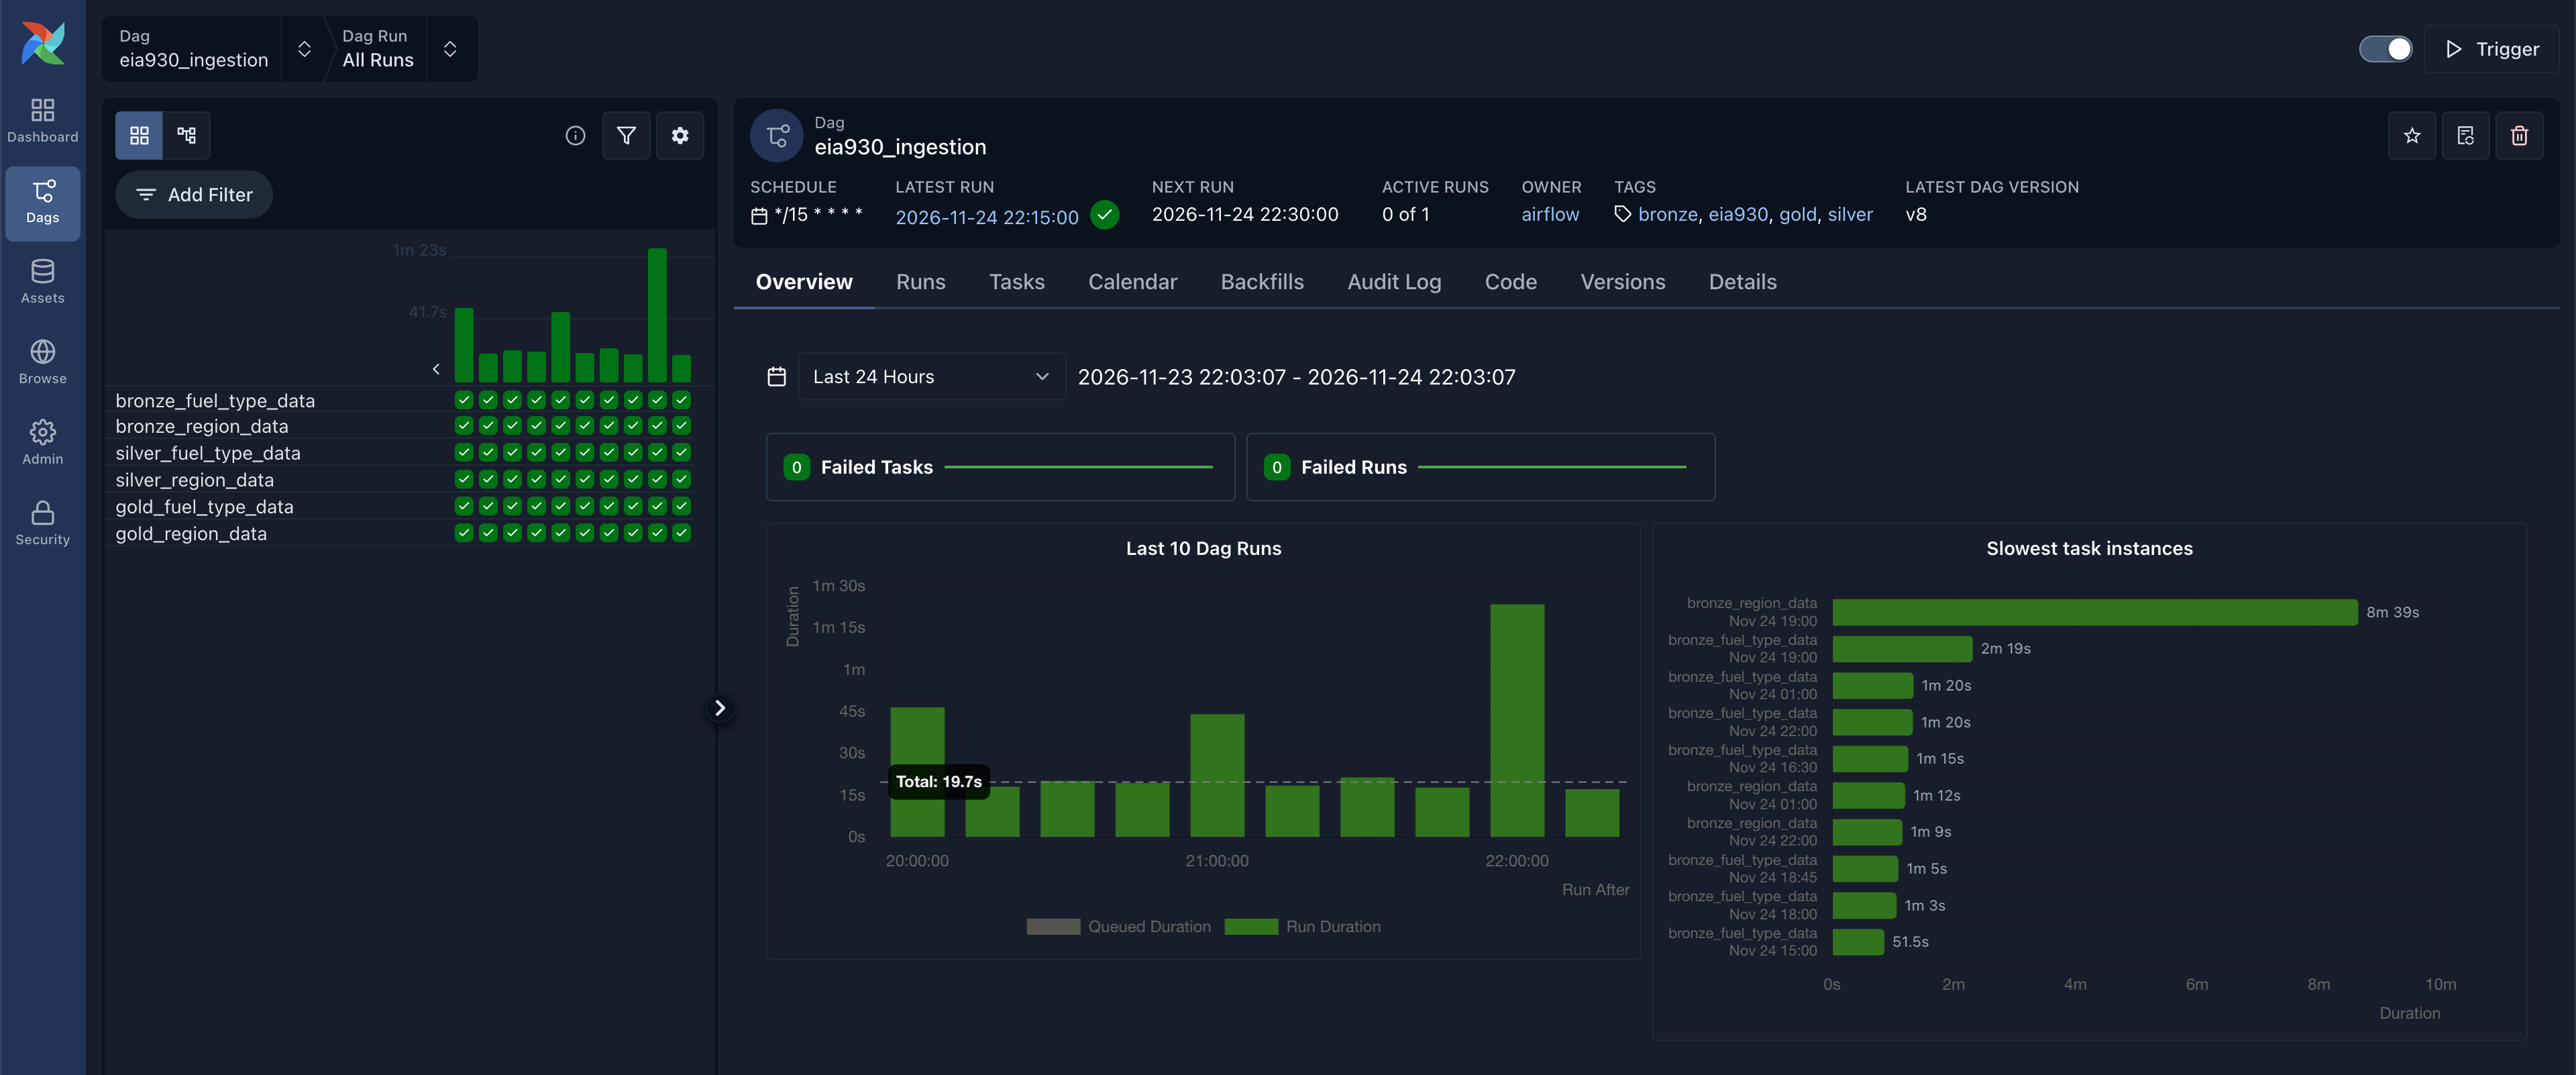 Dag
eia930_ingestion
Dag Run
All Runs
Trigger
Dashboard
Dags
Assets
Browse
Admin
Security
Add Filter
1m 23s
41.7s
bronze_fuel_type_data
bronze_region_data
silver_fuel_type_data
silver_region_data
gold_fuel_type_data
gold_region_data
Dag
eia930_ingestion
SCHEDULE
*/15 * * * *
LATEST RUN
2026-11-24 22:15:00
NEXT RUN
2026-11-24 22:30:00
ACTIVE RUNS
0 of 1
OWNER
airflow
TAGS
bronze, eia930, gold, silver
LATEST DAG VERSION
v8
Overview Runs Tasks Calendar Backfills Audit Log Code Versions Details
Last 24 Hours
2026-11-23 22:03:07 - 2026-11-24 22:03:07
0 Failed Tasks
0 Failed Runs
Last 10 Dag Runs
Duration
1m 30s
1m 15s
1m
45s
30s
15s
0s
Total: 19.7s
20:00:00 21:00:00 22:00:00
Run After
Queued Duration Run Duration
Slowest task instances
bronze_region_data
Nov 24 19:00
8m 39s
bronze_fuel_type_data
Nov 24 19:00
2m 19s
bronze_fuel_type_data
Nov 24 01:00
1m 20s
bronze_fuel_type_data
Nov 24 22:00
1m 20s
bronze_fuel_type_data
Nov 24 16:30
1m 15s
bronze_region_data
Nov 24 01:00
1m 12s
bronze_region_data
Nov 24 22:00
1m 9s
bronze_fuel_type_data
Nov 24 18:45
1m 5s
bronze_fuel_type_data
Nov 24 18:00
1m 3s
bronze_fuel_type_data
Nov 24 15:00
51.5s
0s 2m 4m 6m 8m 10m
Duration